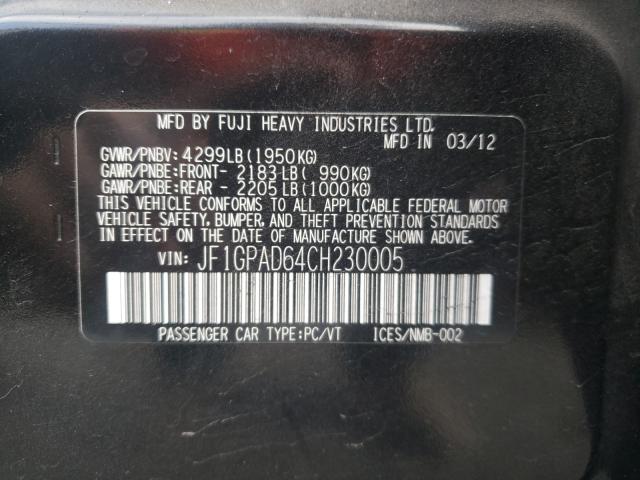 MFD BY FUJI HEAVY INDUSTRIES LTD.
MFD IN 03/12
GVWR/PNBV: 4299LB(1950KG)
GAWR/PNBE:FRONT- 2183LB( 990KG)
GAWR/PNBE:REAR - 2205LB(1000KG)
THIS VEHICLE CONFORMS TO ALL APPLICABLE FEDERAL MOTOR
VEHICLE SAFETY, BUMPER, AND THEFT PREVENTION STANDARDS
IN EFFECT ON THE DATE OF MANUFACTURE SHOWN ABOVE.
VIN: JF1GPAD64CH230005
PASSENGER CAR TYPE:PC/VT ICES/NMB-002